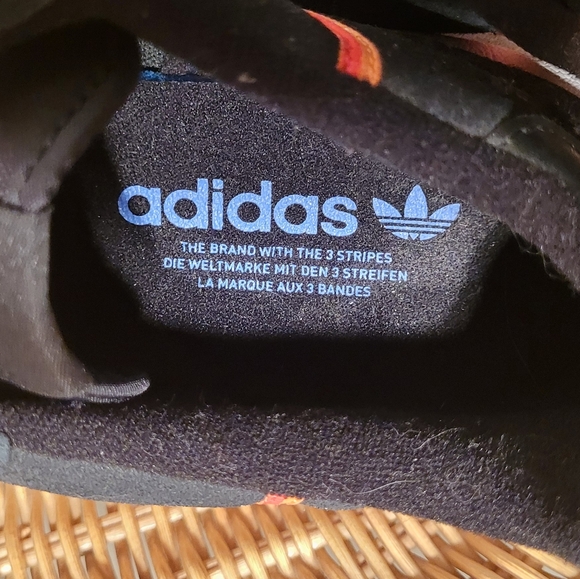 adidas
THE BRAND WITH THE 3 STRIPES
DIE WELTMARKE MIT DEN 3 STREIFEN
LA MARQUE AUX 3 BANDES